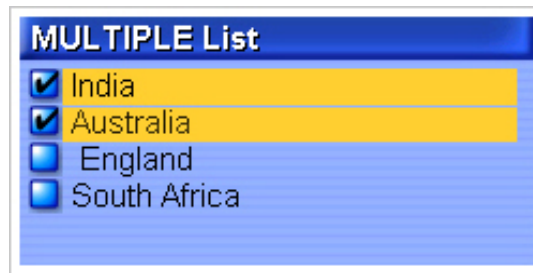 MULTIPLE List
India
Australia
England
South Africa